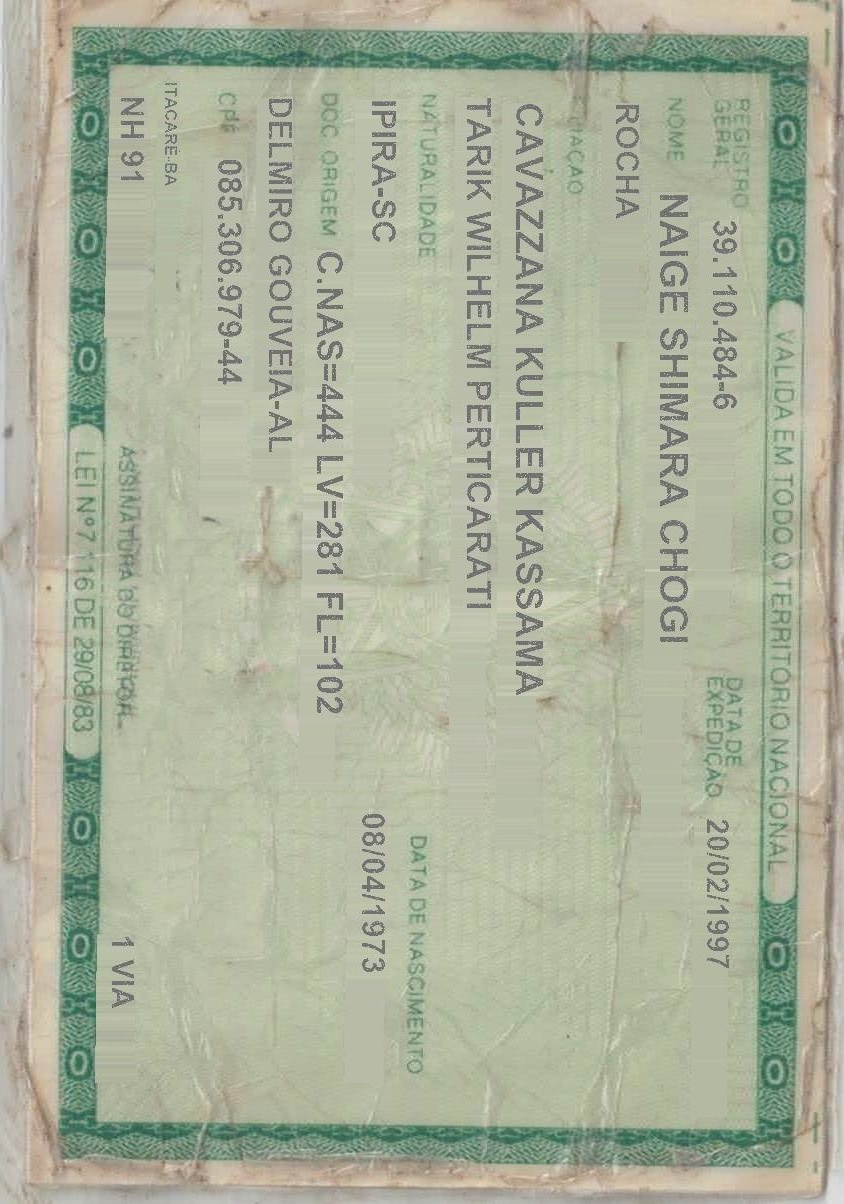 VALIDA EM TODO O TERRITÓRIO NACIONAL
REGISTRO GERAL 39.110.484-6 DATA DE EXPEDIÇÃO 20/02/1997
NOME NAIGE SHIMARA CHOGI
ROCHA
FILIAÇÃO
CAVAZZANA KULLER KASSAMA
TARIK WILHELM PERTICARATI
NATURALIDADE DATA DE NASCIMENTO
IPIRA-SC 08/04/1973
DOC. ORIGEM C.NAS=444 LV=281 FL=102
DELMIRO GOUVEIA-AL
CPF 085.306.979-44
ITACARE-BA
NH 91 1 VIA
ASSINATURA DO DIRETOR
LEI Nº 7.116 DE 29/08/83